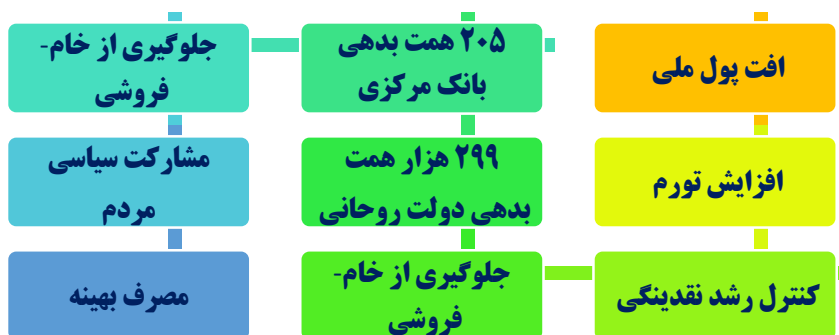 افت پول ملی
افزایش تورم
کنترل رشد نقدینگی
۲۰۵ همت بدهی
بانک مرکزی
۲۹۹ هزار همت
بدهی دولت روحانی
جلوگیری از خام-
فروشی
جلوگیری از خام-
فروشی
مشارکت سیاسی
مردم
مصرف بهینه